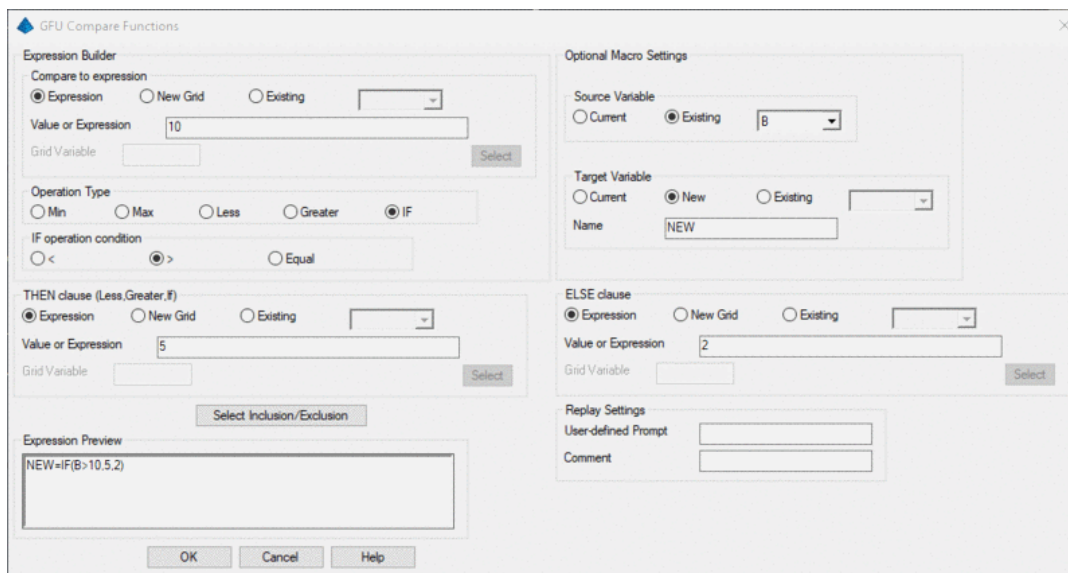 GFU Compare Functions
Expression Builder
Compare to expression
Expression New Grid Existing
Value or Expression 10
Grid Variable Select
Operation Type
Min Max Less Greater IF
IF operation condition
< > Equal
Optional Macro Settings
Source Variable
Current Existing B
Target Variable
Current New Existing
Name NEW
THEN clause (Less,Greater,If)
Expression New Grid Existing
Value or Expression 5
Grid Variable Select
ELSE clause
Expression New Grid Existing
Value or Expression 2
Grid Variable Select
Select Inclusion/Exclusion
Expression Preview
NEW=IF(B>10,5,2)
Replay Settings
User-defined Prompt
Comment
OK Cancel Help